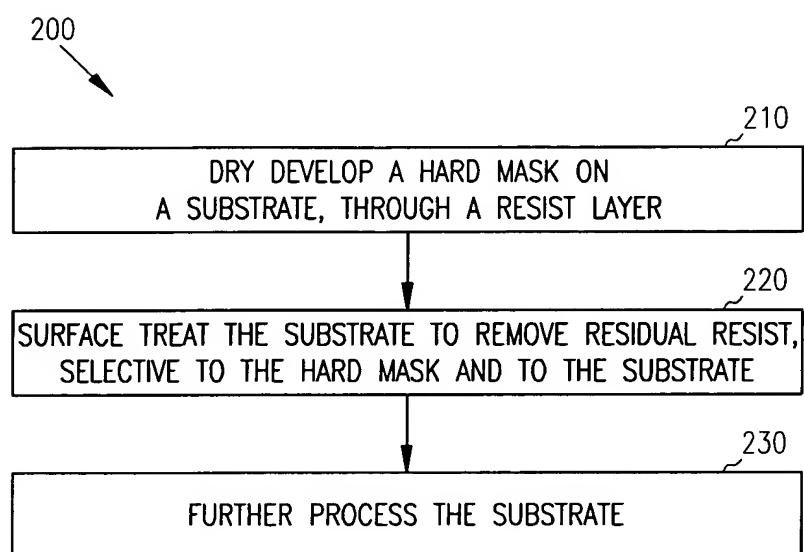 200
210
DRY DEVELOP A HARD MASK ON
A SUBSTRATE, THROUGH A RESIST LAYER
220
SURFACE TREAT THE SUBSTRATE TO REMOVE RESIDUAL RESIST,
SELECTIVE TO THE HARD MASK AND TO THE SUBSTRATE
230
FURTHER PROCESS THE SUBSTRATE